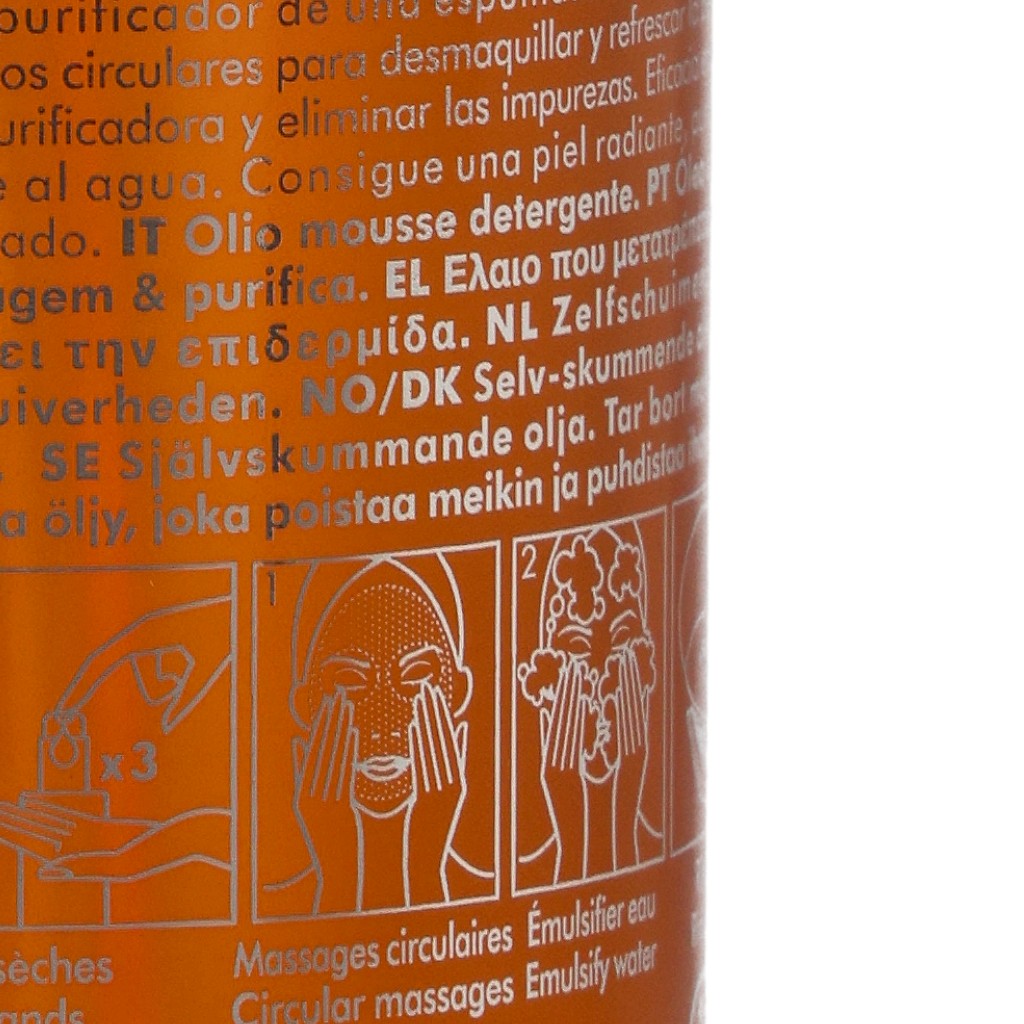 purificador de una
os circulares para desmaquillar y refrescar
urificadora y eliminar las impurezas.
e al agua. Consigue una piel radiante,
ado. IT Olio mousse detergente. PT
agem & purifica. EL Ελαιο που
ει την επιδερμίδα. NL
uiverheden. NO/DK Selv-skummende
. SE Självskummande olja. Tar bort
a öljy, joka poistaa meikin ja puhdistaa
1
2
x3
Massages circulaires
Émulsifier eau
sèches
Circular massages
Emulsify water
ands